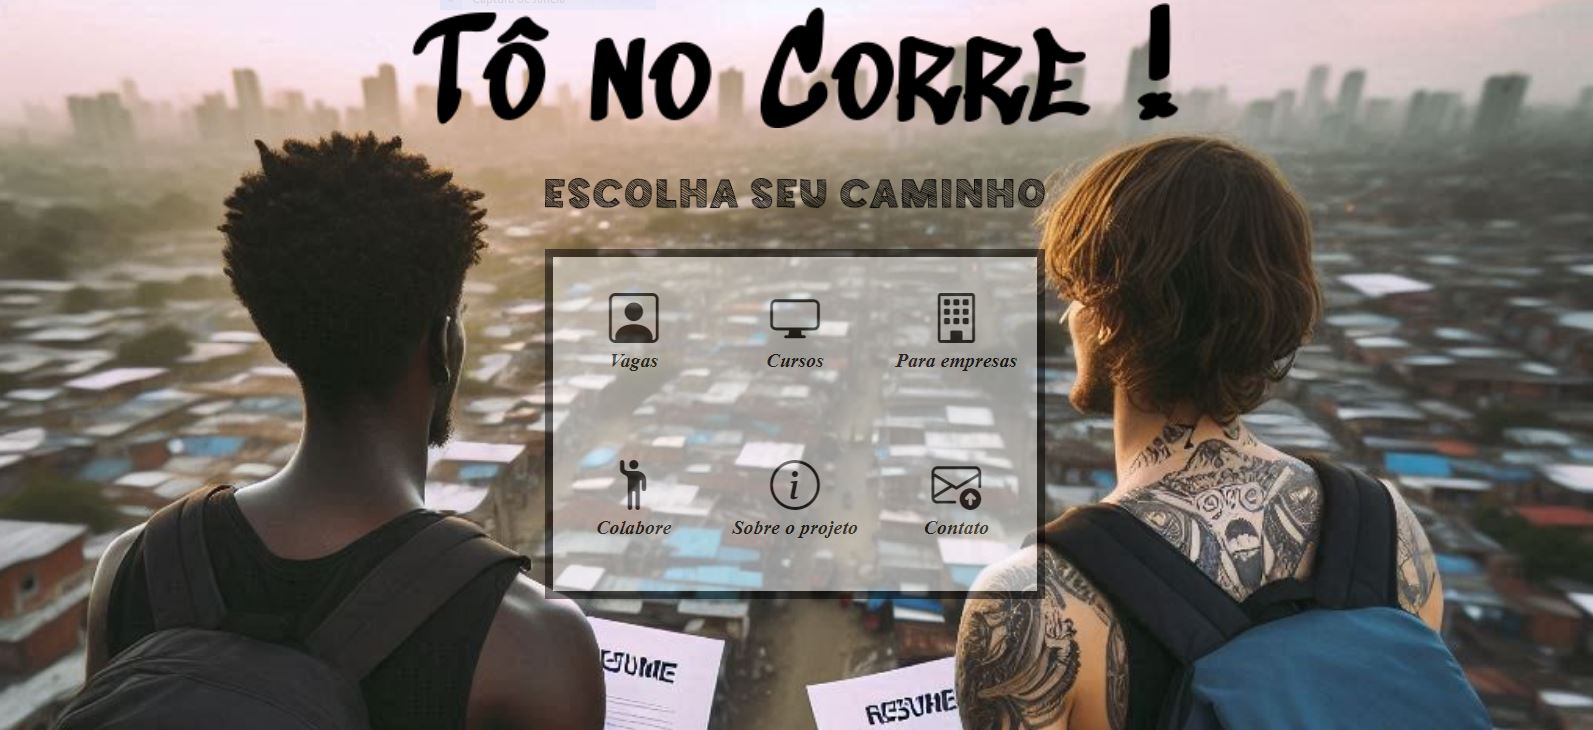 Tô no Corre !
ESCOLHA SEU CAMINHO
Vagas
Cursos
Para empresas
Colabore
Sobre o projeto
Contato